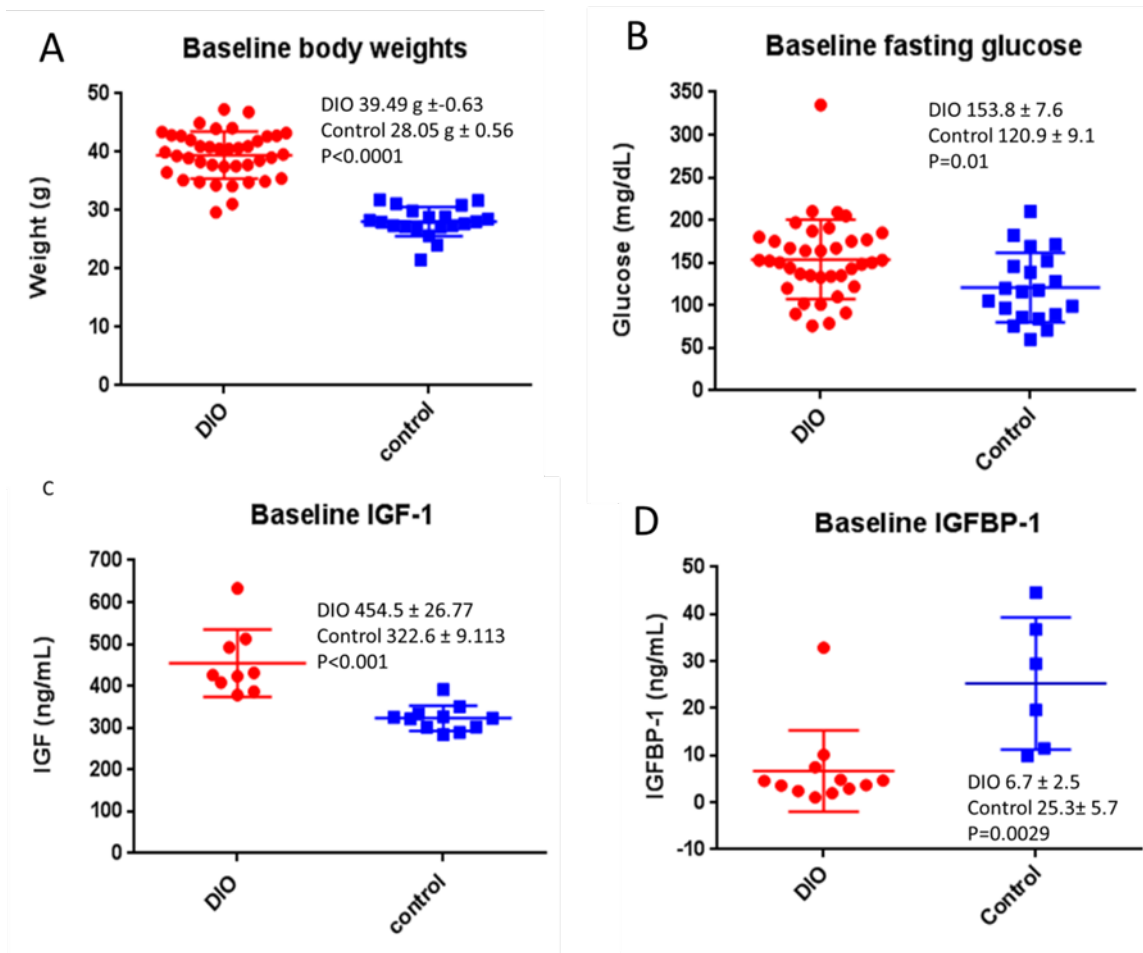 A
Baseline body weights
DIO 39.49 g ±-0.63
Control 28.05 g ± 0.56
P<0.0001
Weight (g)
50
40
30
20
10
0
DIO
control
B
Baseline fasting glucose
DIO 153.8 ± 7.6
Control 120.9 ± 9.1
P=0.01
Glucose (mg/dL)
350
300
250
200
150
100
50
0
DIO
Control
C
Baseline IGF-1
DIO 454.5 ± 26.77
Control 322.6 ± 9.113
P<0.001
IGF (ng/mL)
700
600
500
400
300
200
100
0
DIO
control
D
Baseline IGFBP-1
IGFBP-1 (ng/mL)
50
40
30
20
10
0
-10
DIO 6.7 ± 2.5
Control 25.3± 5.7
P=0.0029
DIO
Control